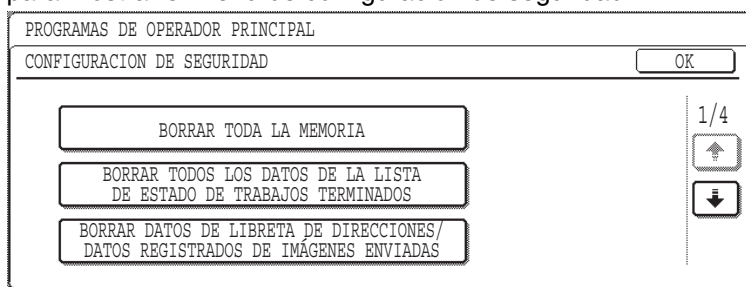 PROGRAMAS DE OPERADOR PRINCIPAL
CONFIGURACION DE SEGURIDAD
OK
1/4
BORRAR TODA LA MEMORIA
BORRAR TODOS LOS DATOS DE LA LISTA
DE ESTADO DE TRABAJOS TERMINADOS
BORRAR DATOS DE LIBRETA DE DIRECCIONES/
DATOS REGISTRADOS DE IMÁGENES ENVIADAS